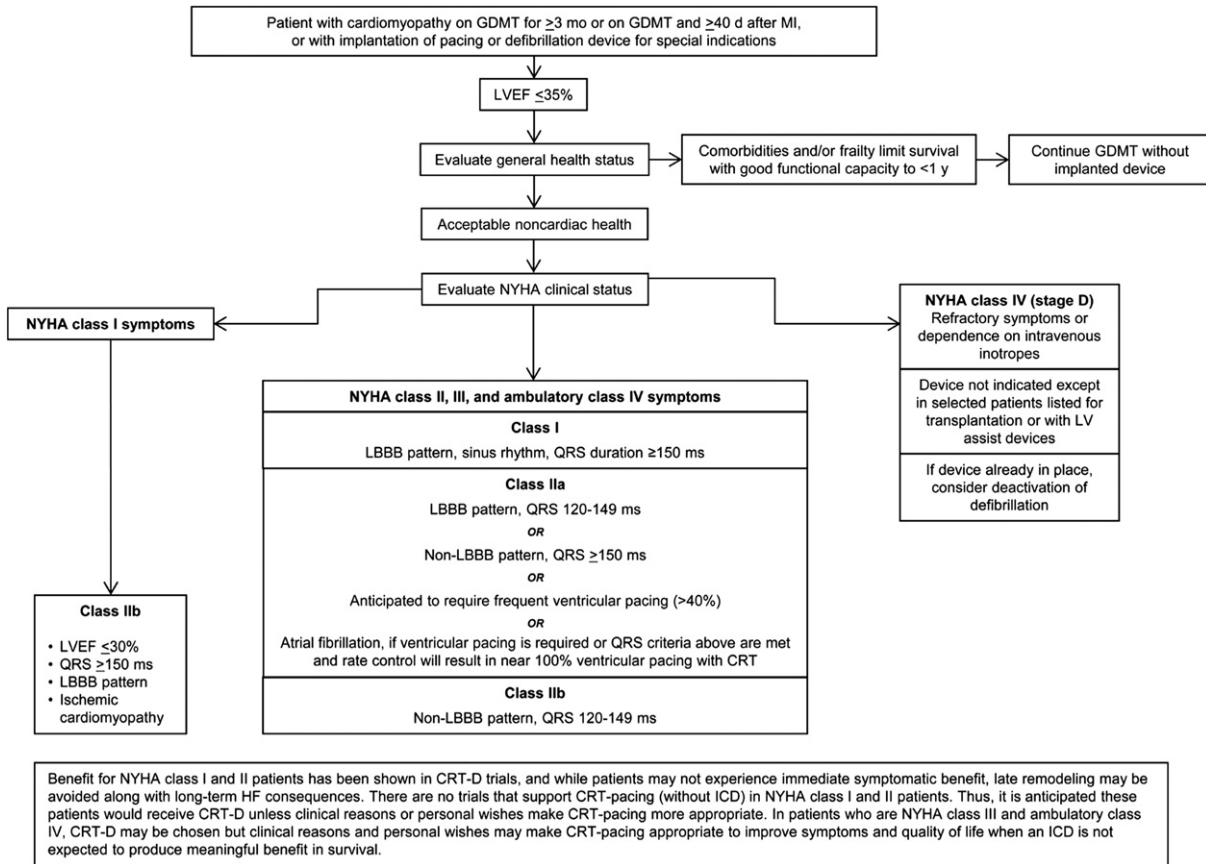 Patient with cardiomyopathy on GDMT for ≥3 mo or on GDMT and ≥40 d after MI,
or with implantation of pacing or defibrillation device for special indications
LVEF ≤35%
Evaluate general health status
Comorbidities and/or frailty limit survival
with good functional capacity to <1 y
Continue GDMT without
implanted device
Acceptable noncardiac health
Evaluate NYHA clinical status
NYHA class I symptoms
Class IIb
• LVEF ≤30%
• QRS ≥150 ms
• LBBB pattern
• Ischemic
cardiomyopathy
NYHA class II, III, and ambulatory class IV symptoms
Class I
LBBB pattern, sinus rhythm, QRS duration ≥150 ms
Class IIa
LBBB pattern, QRS 120-149 ms
OR
Non-LBBB pattern, QRS ≥150 ms
OR
Anticipated to require frequent ventricular pacing (>40%)
OR
Atrial fibrillation, if ventricular pacing is required or QRS criteria above are met
and rate control will result in near 100% ventricular pacing with CRT
Class IIb
Non-LBBB pattern, QRS 120-149 ms
NYHA class IV (stage D)
Refractory symptoms or
dependence on intravenous
inotropes
Device not indicated except
in selected patients listed for
transplantation or with LV
assist devices
If device already in place,
consider deactivation of
defibrillation
Benefit for NYHA class I and II patients has been shown in CRT-D trials, and while patients may not experience immediate symptomatic benefit, late remodeling may be
avoided along with long-term HF consequences. There are no trials that support CRT-pacing (without ICD) in NYHA class I and II patients. Thus, it is anticipated these
patients would receive CRT-D unless clinical reasons or personal wishes make CRT-pacing more appropriate. In patients who are NYHA class III and ambulatory class
IV, CRT-D may be chosen but clinical reasons and personal wishes may make CRT-pacing appropriate to improve symptoms and quality of life when an ICD is not
expected to produce meaningful benefit in survival.